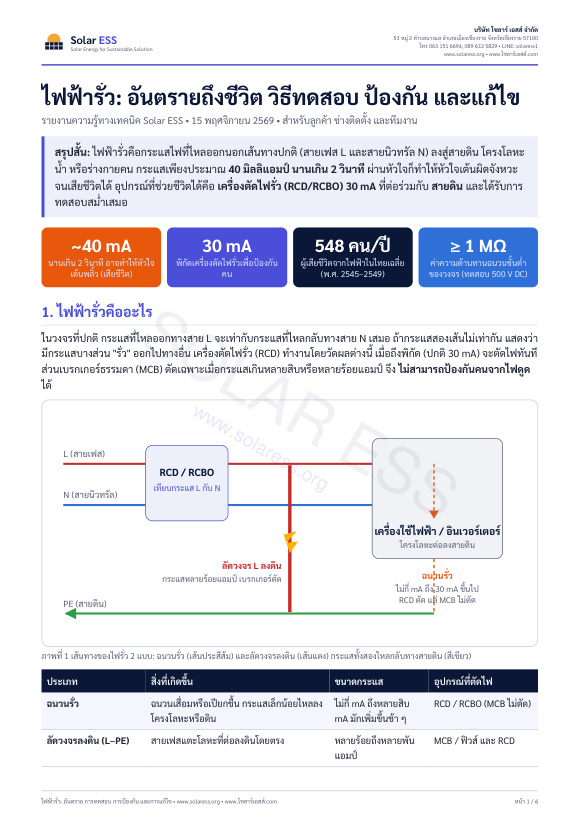 Solar ESS
Solar Energy for Sustainable Solution
บริษัท โซลาร์ เอสส์ จำกัด
53 หมู่ 2 ตำบลนางแล อำเภอเมืองเชียงราย จังหวัดเชียงราย 57100
โทร 063 151 6694, 089 632 5829 • LINE: solaress1
www.solaress.org • www.โซลาร์เอสส์.com
ไฟฟ้ารั่ว: อันตรายถึงชีวิต วิธีทดสอบ ป้องกัน และแก้ไข
รายงานความรู้ทางเทคนิค Solar ESS • 15 พฤศจิกายน 2569 • สำหรับลูกค้า ช่างติดตั้ง และทีมงาน
สรุปสั้น: ไฟฟ้ารั่วคือกระแสไฟที่ไหลออกนอกเส้นทางปกติ (สายเฟส L และสายนิวทรัล N) ลงสู่สายดิน โครงโลหะ
น้ำ หรือร่างกายคน กระแสเพียงประมาณ 40 มิลลิแอมป์ นานเกิน 2 วินาที ผ่านหัวใจก็ทำให้หัวใจเต้นผิดจังหวะ
จนเสียชีวิตได้ อุปกรณ์ที่ช่วยชีวิตได้คือ เครื่องตัดไฟรั่ว (RCD/RCBO) 30 mA ที่ต่อร่วมกับ สายดิน และได้รับการ
ทดสอบสม่ำเสมอ
~40 mA
นานเกิน 2 วินาที อาจทำให้หัวใจ
เต้นพลิ้ว (เสียชีวิต)
30 mA
พิกัดเครื่องตัดไฟรั่วเพื่อป้องกัน
คน
548 คน/ปี
ผู้เสียชีวิตจากไฟฟ้าในไทยเฉลี่ย
(พ.ศ. 2545–2549)
≥ 1 MΩ
ค่าความต้านทานฉนวนขั้นต่ำ
ของวงจร (ทดสอบ 500 V DC)
1. ไฟฟ้ารั่วคืออะไร
ในวงจรที่ปกติ กระแสที่ไหลออกทางสาย L จะเท่ากับกระแสที่ไหลกลับทางสาย N เสมอ ถ้ากระแสสองเส้นไม่เท่ากัน แสดงว่า
มีกระแสบางส่วน "รั่ว" ออกไปทางอื่น เครื่องตัดไฟรั่ว (RCD) ทำงานโดยวัดผลต่างนี้ เมื่อถึงพิกัด (ปกติ 30 mA) จะตัดไฟทันที
ส่วนเบรกเกอร์ธรรมดา (MCB) ตัดเฉพาะเมื่อกระแสเกินหลายสิบหรือหลายร้อยแอมป์ จึง ไม่สามารถป้องกันคนจากไฟดูด
ได้
SOLAR ESS
www.solaress.org
L (สายเฟส)
RCD / RCBO
เทียบกระแส L กับ N
N (สายนิวทรัล)
เครื่องใช้ไฟฟ้า / อินเวอร์เตอร์
โครงโลหะต่อลงสายดิน
ลัดวงจร L ลงดิน
กระแสหลายร้อยแอมป์ เบรกเกอร์ตัด
ฉนวนรั่ว
ไม่กี่ mA ถึง 30 mA ขึ้นไป
RCD ตัด แต่ MCB ไม่ตัด
PE (สายดิน)
ภาพที่ 1 เส้นทางของไฟรั่ว 2 แบบ: ฉนวนรั่ว (เส้นประสีส้ม) และลัดวงจรลงดิน (เส้นแดง) กระแสทั้งสองไหลกลับทางสายดิน (สีเขียว)
ประเภท สิ่งที่เกิดขึ้น ขนาดกระแส อุปกรณ์ที่ตัดไฟ
ฉนวนรั่ว ฉนวนเสื่อมหรือเปียกชื้น กระแสเล็กน้อยไหลลง ไม่กี่ mA ถึงหลายสิบ RCD / RCBO (MCB ไม่ตัด)
โครงโลหะหรือดิน mA มักเพิ่มขึ้นช้า ๆ
ลัดวงจรลงดิน (L–PE) สายเฟสแตะโลหะที่ต่อลงดินโดยตรง หลายร้อยถึงหลายพัน MCB / ฟิวส์ และ RCD
แอมป์
ไฟฟ้ารั่ว: อันตราย การทดสอบ การป้องกัน และการแก้ไข • www.solaress.org • www.โซลาร์เอสส์.com
หน้า 1 / 6